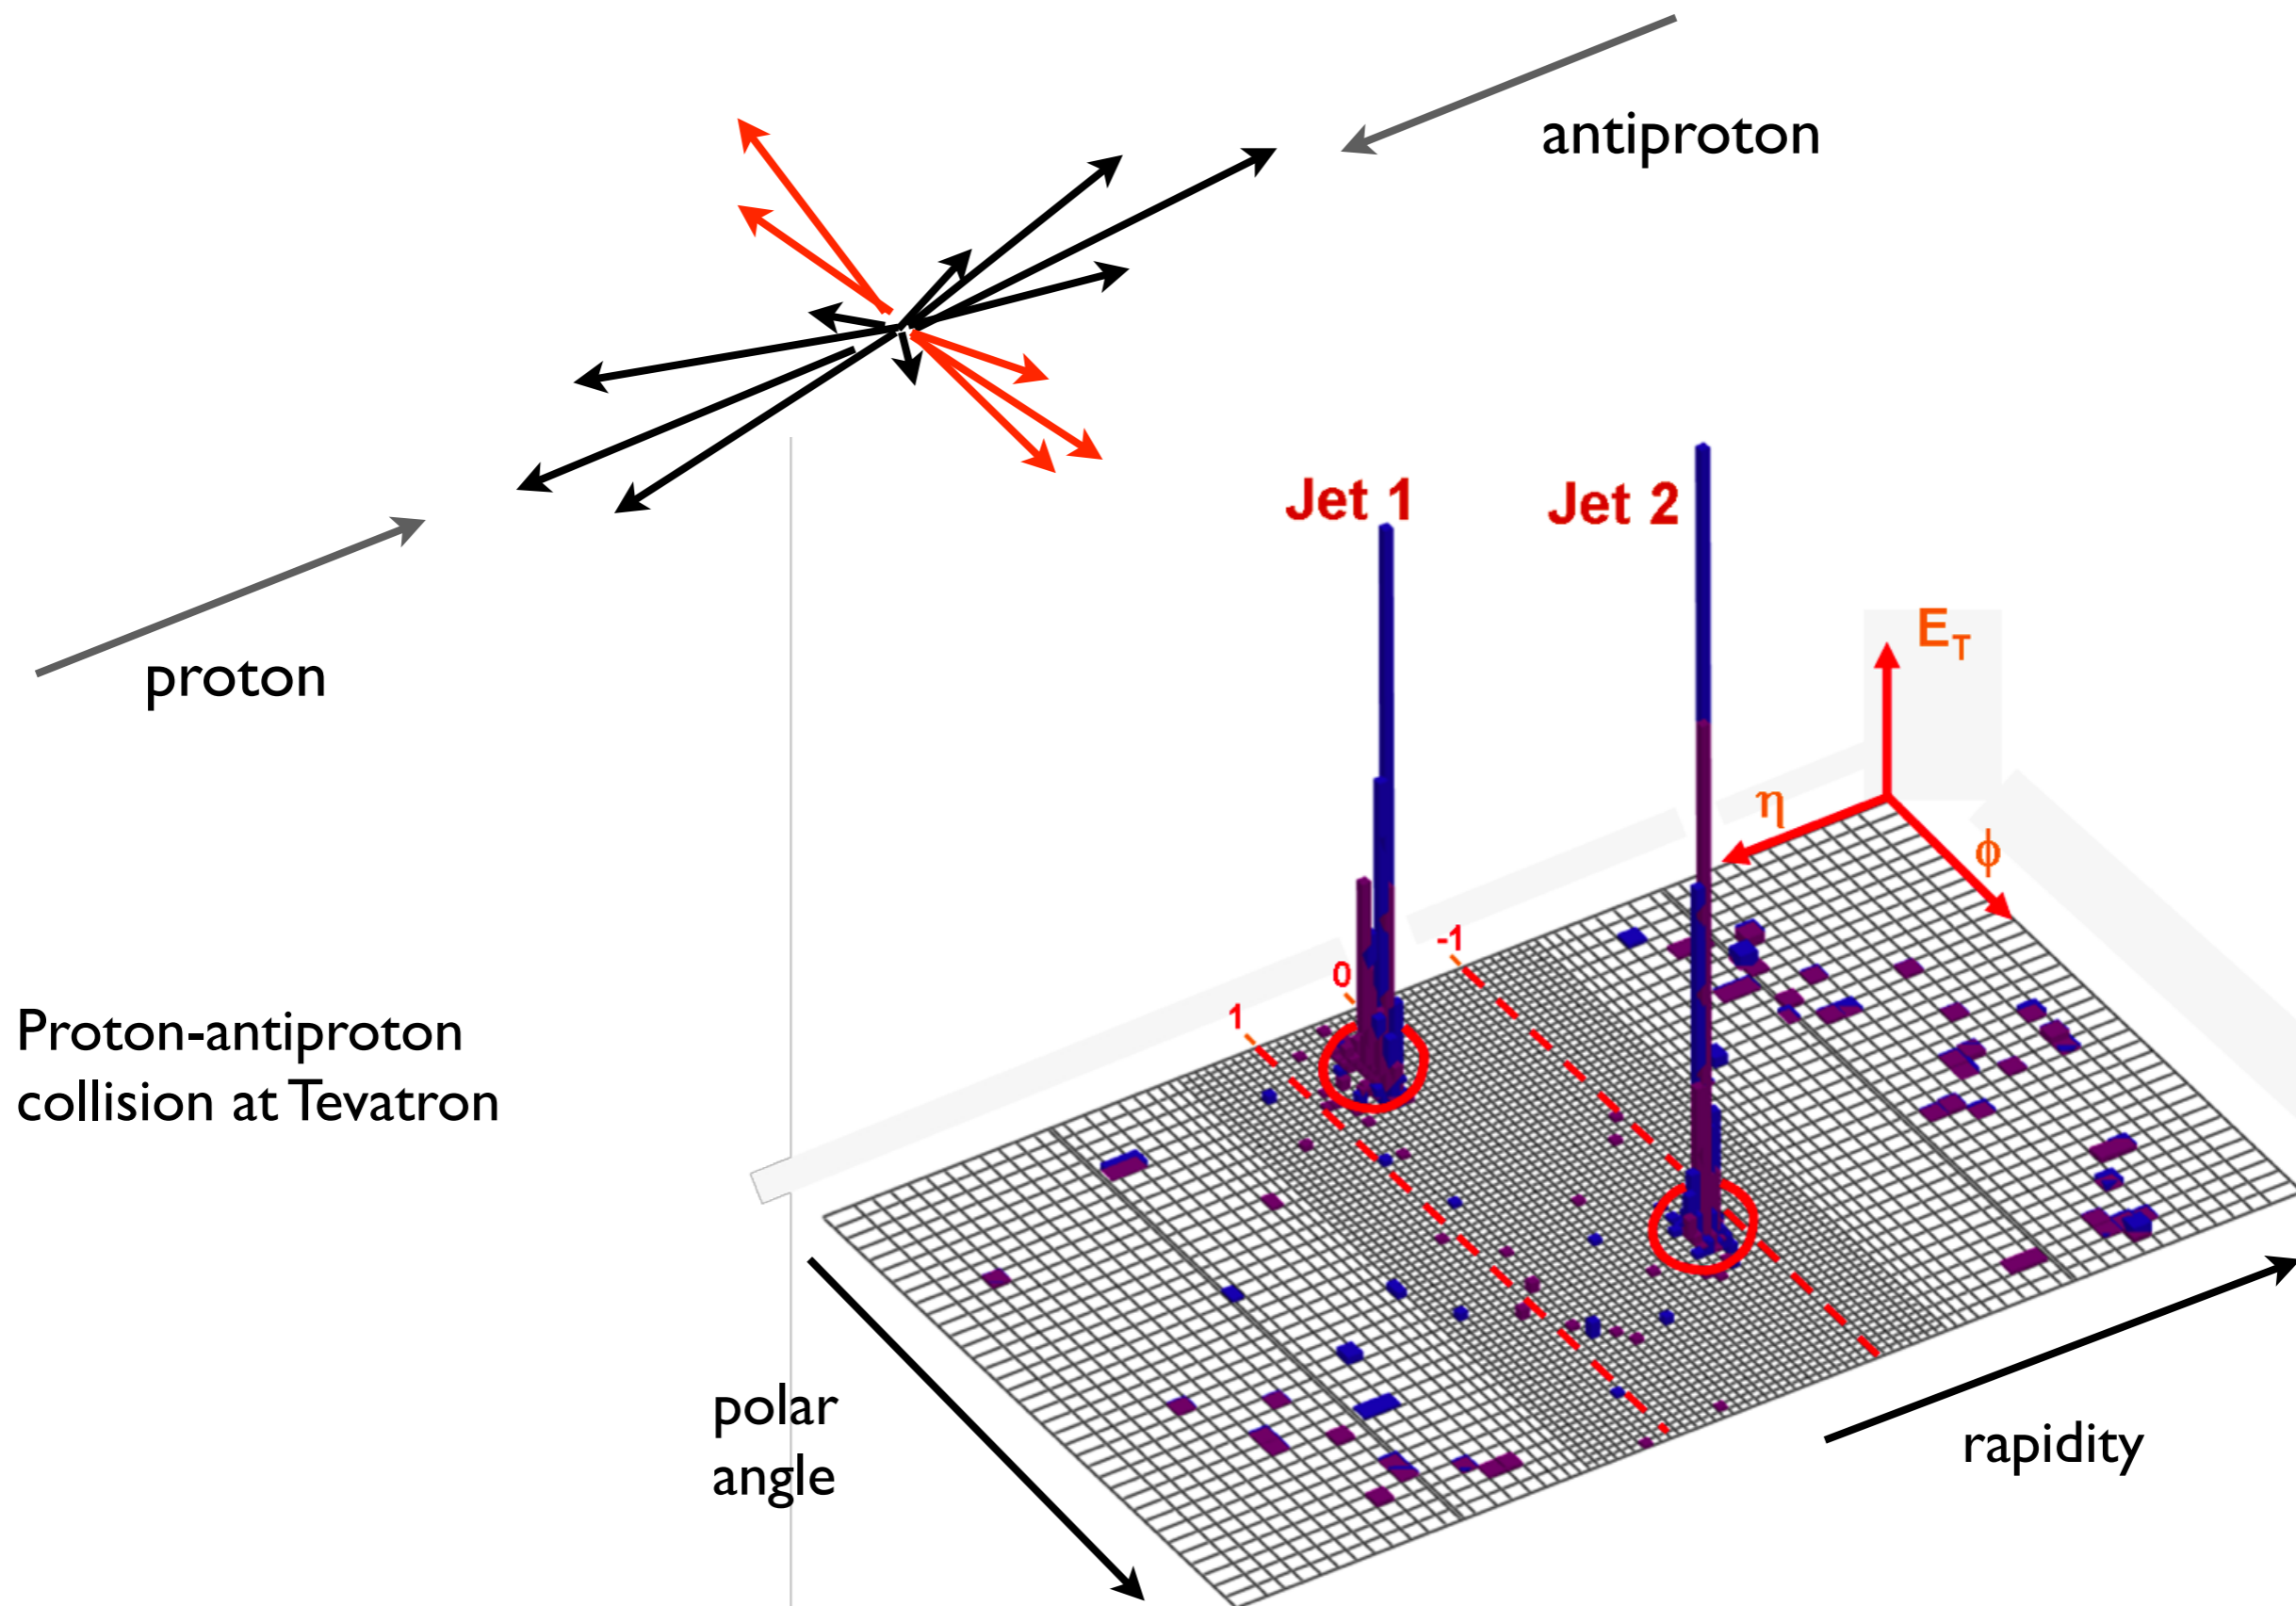 antiproton
proton
Jet 1
Jet 2
E_T
η
ϕ
-1
0
1
Proton-antiproton
collision at Tevatron
polar
angle
rapidity